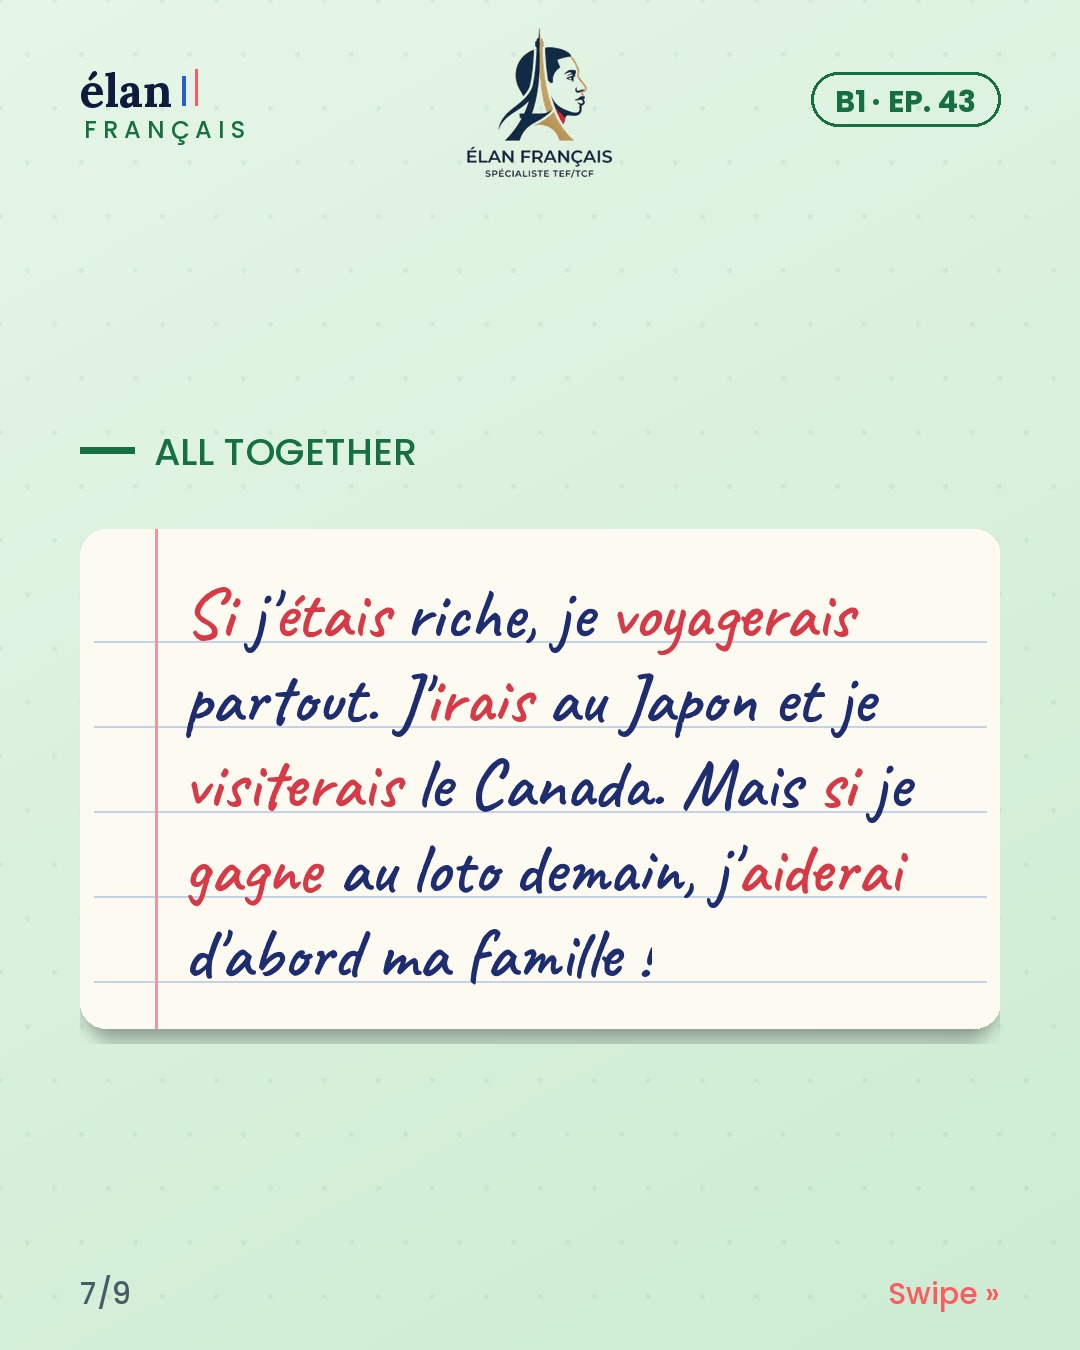 élan
FRANÇAIS
ÉLAN FRANÇAIS
SPÉCIALISTE TEF/TCF
B1 · EP. 43
ALL TOGETHER
Si j'étais riche, je voyagerais
partout. J'irais au Japon et je
visiterais le Canada. Mais si je
gagne au loto demain, j'aiderai
d'abord ma famille !
7/9
Swipe »